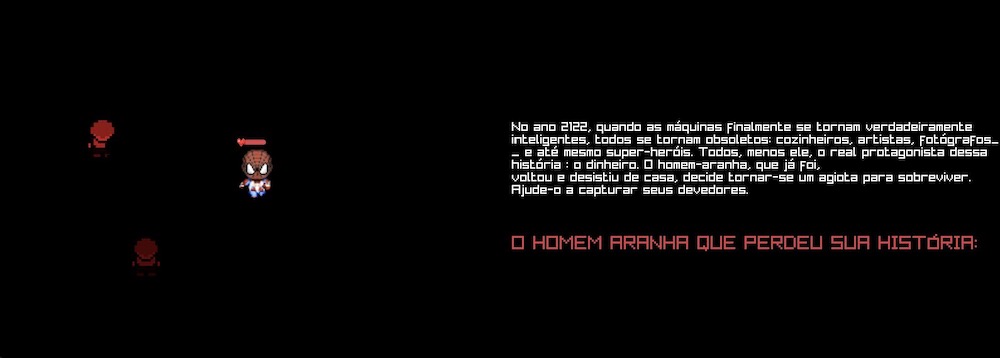 No ano 2122, quando as máquinas finalmente se tornam verdadeiramente
inteligentes, todos se tornam obsoletos: cozinheiros, artistas, fotógrafos_
_ e até mesmo super-heróis. Todos, menos ele, o real protagonista dessa
história : o dinheiro. O homem-aranha, que já foi,
voltou e desistiu de casa, decide tornar-se um agiota para sobreviver.
Ajude-o a capturar seus devedores.
O HOMEM ARANHA QUE PERDEU SUA HISTÓRIA: